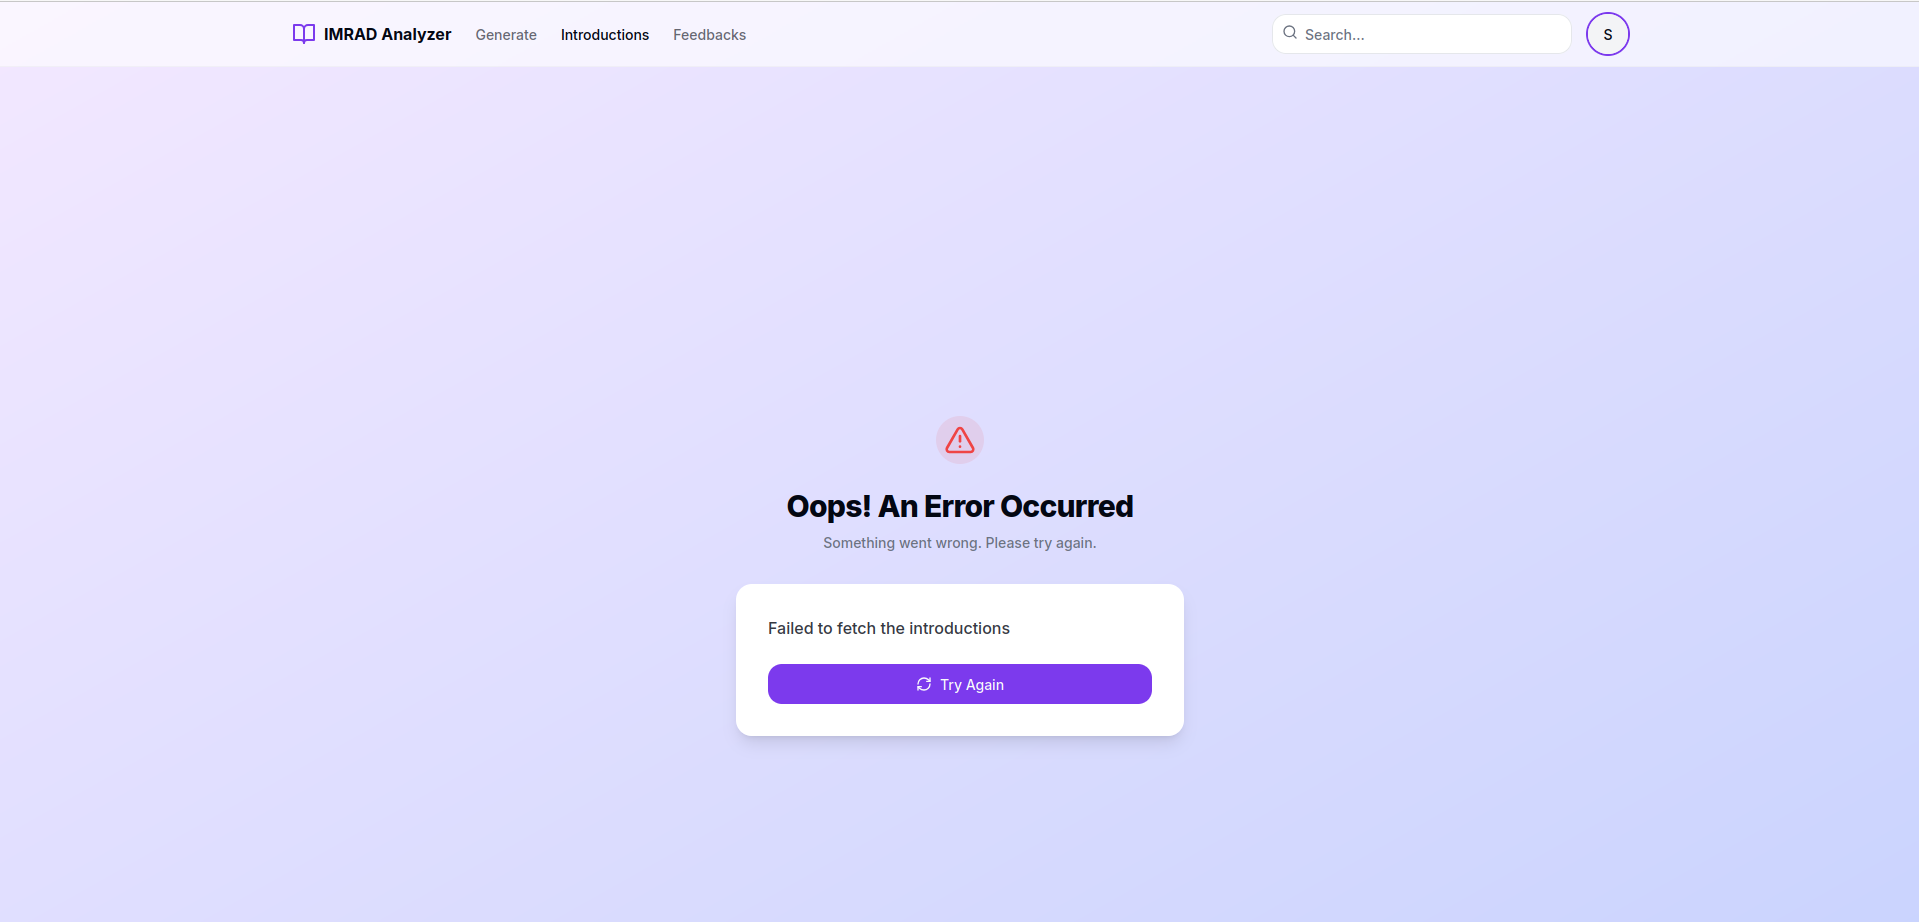 IMRAD Analyzer Generate Introductions Feedbacks Search... S
Oops! An Error Occurred
Something went wrong. Please try again.
Failed to fetch the introductions
Try Again